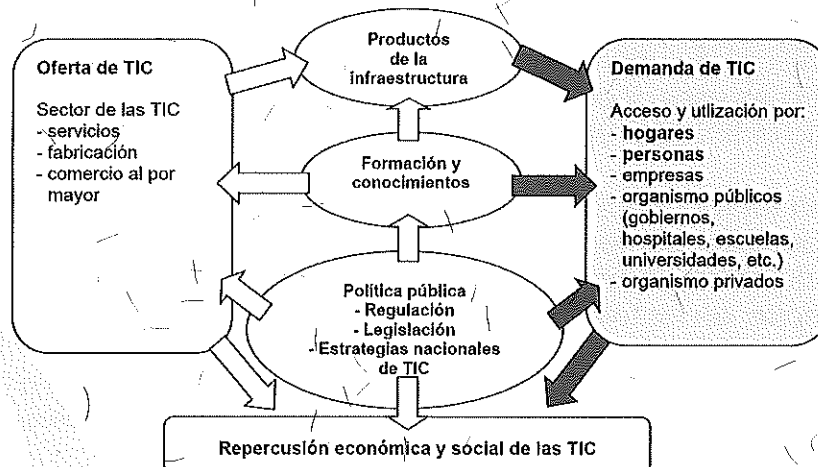 Oferta de TIC
Sector de las TIC
- servicios
- fabricación
- comercio al por
mayor
Productos
de la
infraestructura
Formación y
conocimientos
Política pública
- Regulación
- Legislación
- Estrategias nacionales
de TIC
Demanda de TIC
Acceso y utlización por:
- hogares
- personas
- empresas
- organismo públicos
(gobiernos,
hospitales, escuelas,
universidades, etc.)
- organismo privados
Repercusión económica y social de las TIC